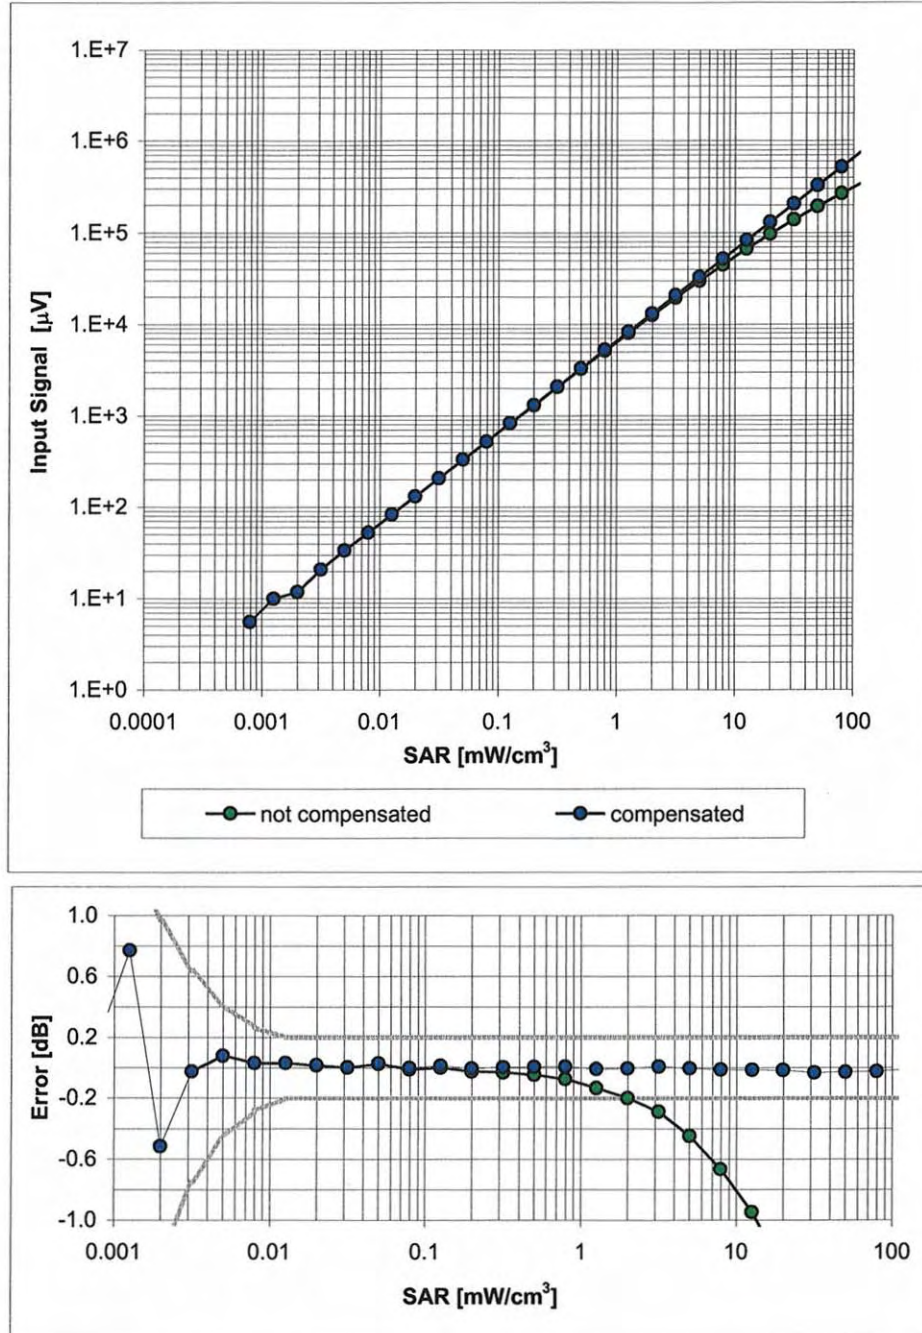 1.E+7
1.E+6
1.E+5
1.E+4
1.E+3
1.E+2
1.E+1
1.E+0
Input Signal [µV]
0.0001 0.001 0.01 0.1 1 10 100
SAR [mW/cm³]
not compensated compensated
1.0
0.6
0.2
-0.2
-0.6
-1.0
Error [dB]
0.001 0.01 0.1 1 10 100
SAR [mW/cm³]